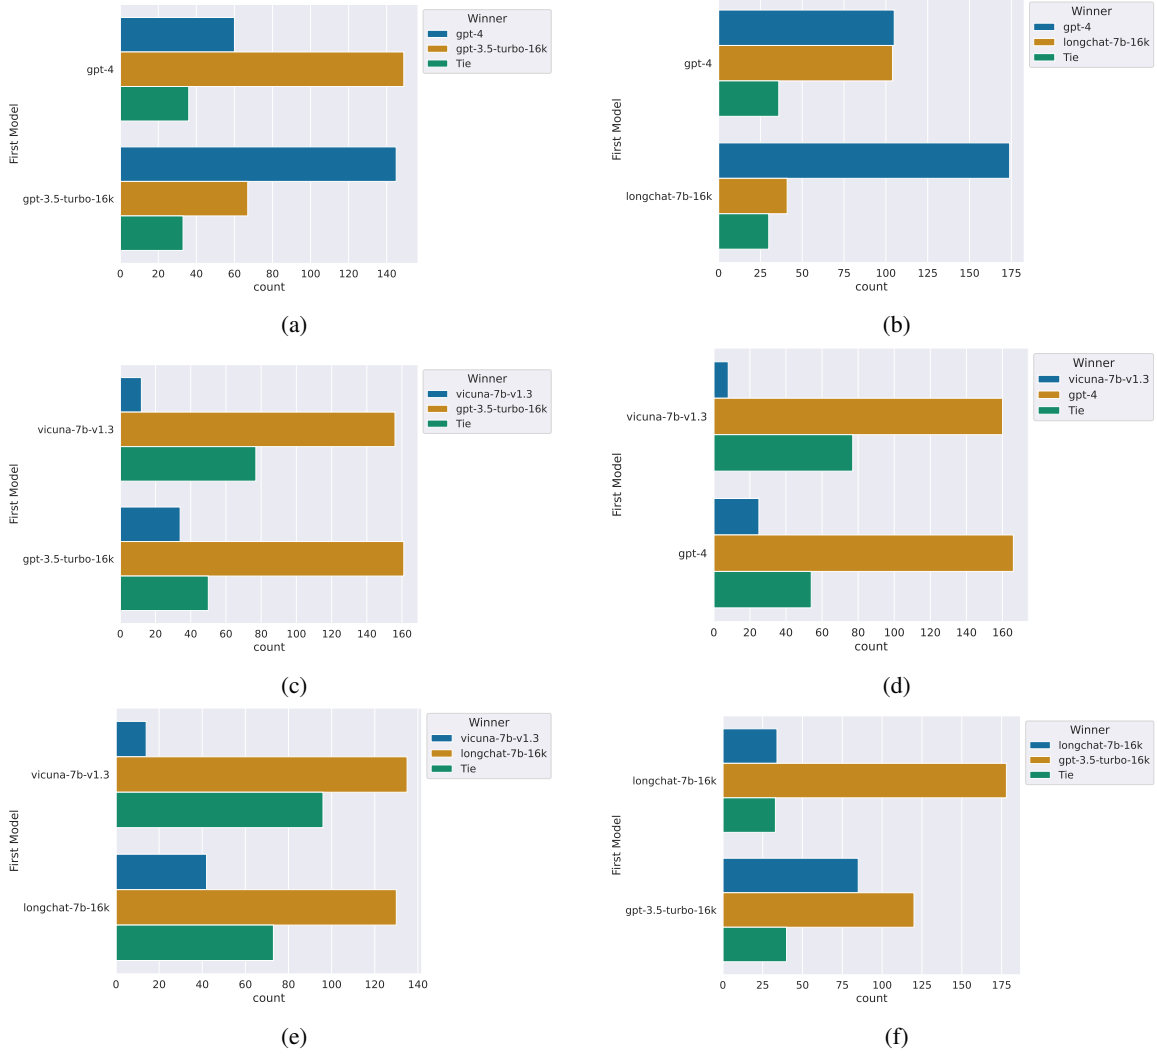 Winner
gpt-4
gpt-3.5-turbo-16k
Tie
First Model
gpt-4
gpt-3.5-turbo-16k
0 20 40 60 80 100 120 140
count
(a)
Winner
gpt-4
longchat-7b-16k
Tie
First Model
gpt-4
longchat-7b-16k
0 25 50 75 100 125 150 175
count
(b)
Winner
vicuna-7b-v1.3
gpt-3.5-turbo-16k
Tie
First Model
vicuna-7b-v1.3
gpt-3.5-turbo-16k
0 20 40 60 80 100 120 140 160
count
(c)
Winner
vicuna-7b-v1.3
gpt-4
Tie
First Model
vicuna-7b-v1.3
gpt-4
0 20 40 60 80 100 120 140 160
count
(d)
Winner
vicuna-7b-v1.3
longchat-7b-16k
Tie
First Model
vicuna-7b-v1.3
longchat-7b-16k
0 20 40 60 80 100 120 140
count
(e)
Winner
longchat-7b-16k
gpt-3.5-turbo-16k
Tie
First Model
longchat-7b-16k
gpt-3.5-turbo-16k
0 25 50 75 100 125 150 175
count
(f)